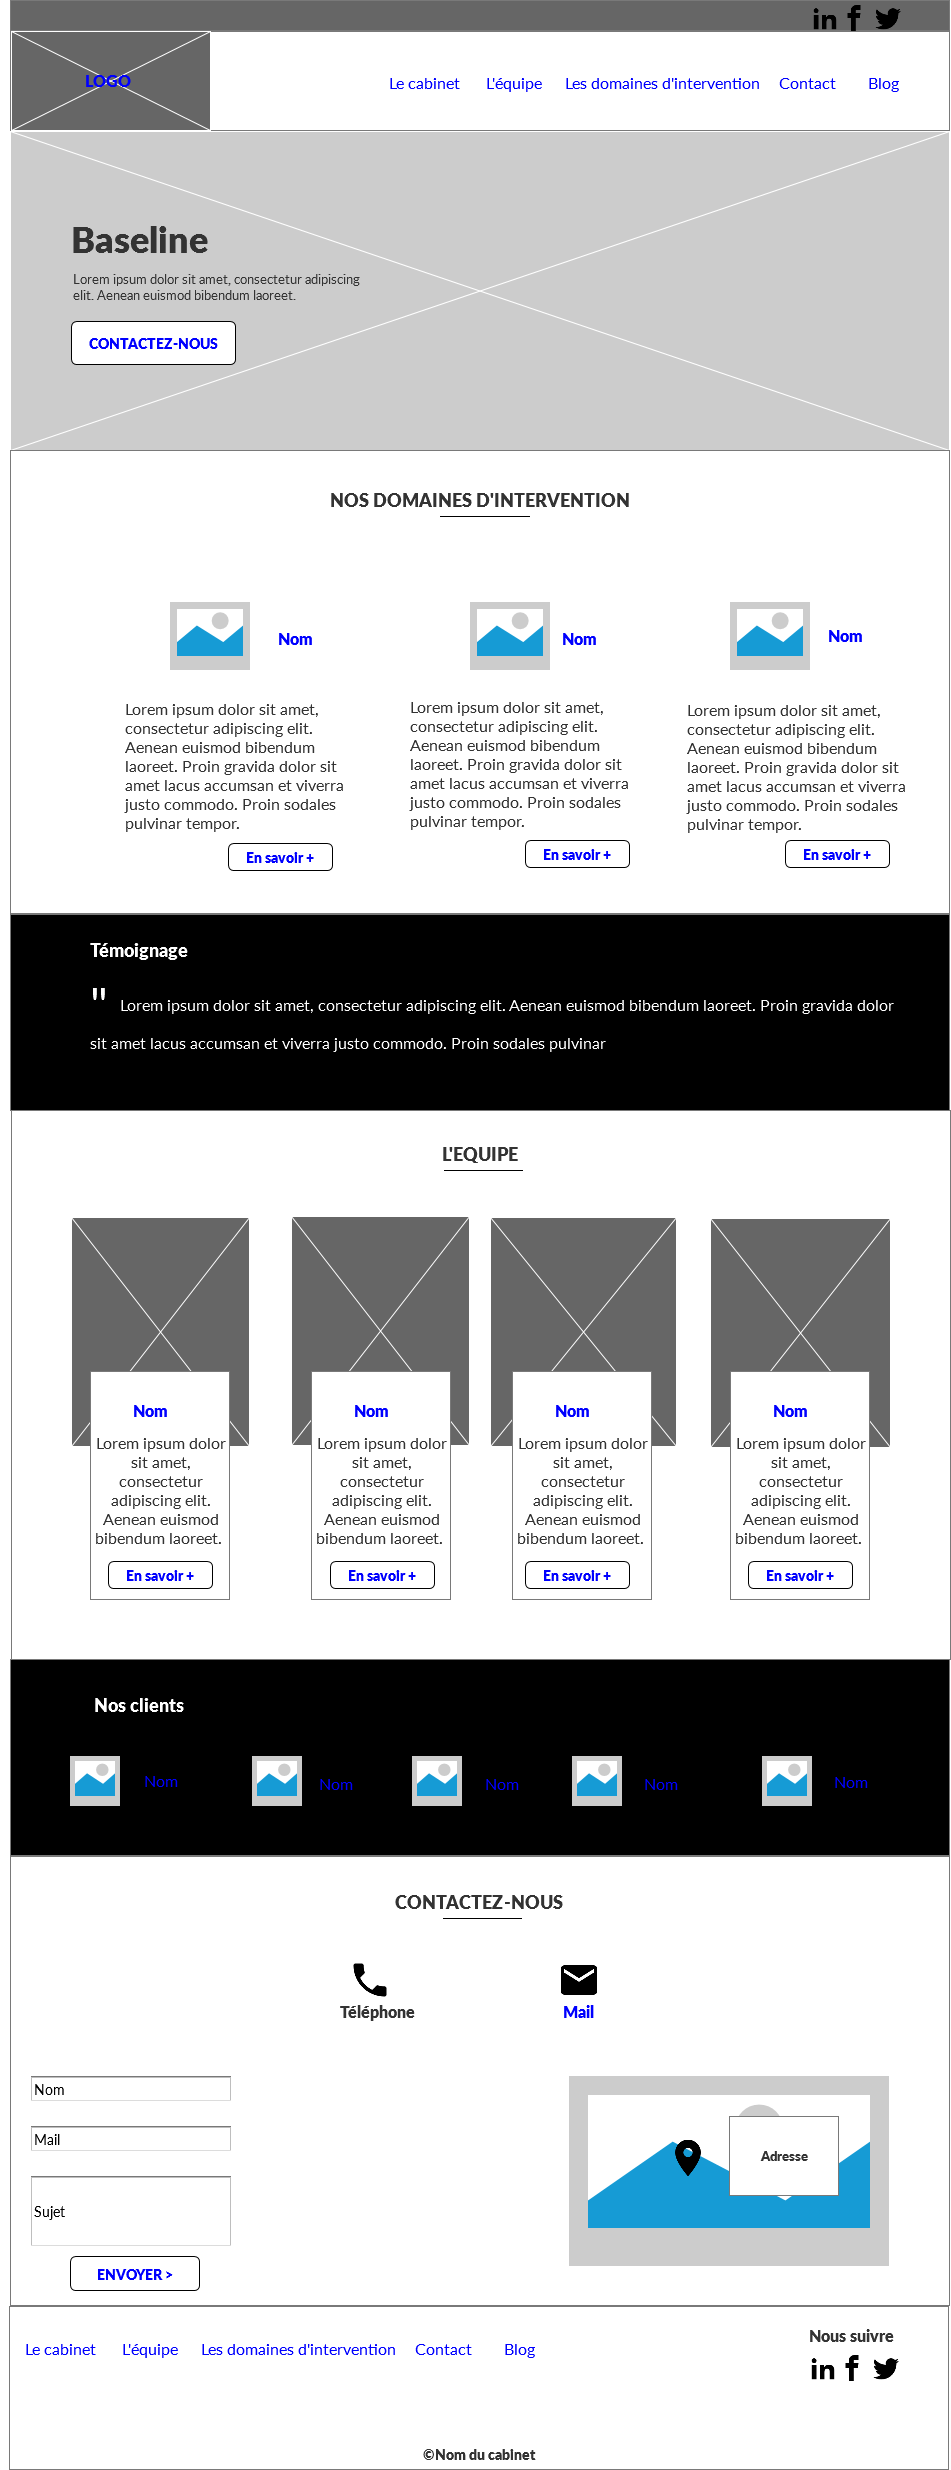 LOGO
Le cabinet L'équipe Les domaines d'intervention Contact Blog
Baseline
Lorem ipsum dolor sit amet, consectetur adipiscing
elit. Aenean euismod bibendum laoreet.
CONTACTEZ-NOUS
NOS DOMAINES D'INTERVENTION
Nom
Lorem ipsum dolor sit amet,
consectetur adipiscing elit.
Aenean euismod bibendum
laoreet. Proin gravida dolor sit
amet lacus accumsan et viverra
justo commodo. Proin sodales
pulvinar tempor.
En savoir +
Nom
Lorem ipsum dolor sit amet,
consectetur adipiscing elit.
Aenean euismod bibendum
laoreet. Proin gravida dolor sit
amet lacus accumsan et viverra
justo commodo. Proin sodales
pulvinar tempor.
En savoir +
Nom
Lorem ipsum dolor sit amet,
consectetur adipiscing elit.
Aenean euismod bibendum
laoreet. Proin gravida dolor sit
amet lacus accumsan et viverra
justo commodo. Proin sodales
pulvinar tempor.
En savoir +
Témoignage
" Lorem ipsum dolor sit amet, consectetur adipiscing elit. Aenean euismod bibendum laoreet. Proin gravida dolor
sit amet lacus accumsan et viverra justo commodo. Proin sodales pulvinar
L'EQUIPE
Nom
Lorem ipsum dolor
sit amet,
consectetur
adipiscing elit.
Aenean euismod
bibendum laoreet.
En savoir +
Nom
Lorem ipsum dolor
sit amet,
consectetur
adipiscing elit.
Aenean euismod
bibendum laoreet.
En savoir +
Nom
Lorem ipsum dolor
sit amet,
consectetur
adipiscing elit.
Aenean euismod
bibendum laoreet.
En savoir +
Nom
Lorem ipsum dolor
sit amet,
consectetur
adipiscing elit.
Aenean euismod
bibendum laoreet.
En savoir +
Nos clients
Nom Nom Nom Nom Nom
CONTACTEZ-NOUS
Téléphone
Mail
Nom
Mail
Sujet
ENVOYER >
Adresse
Le cabinet L'équipe Les domaines d'intervention Contact Blog
Nous suivre
©Nom du cabinet